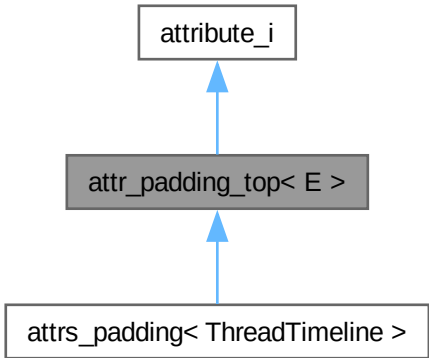 attribute_i
attr_padding_top< E >
attrs_padding< ThreadTimeline >